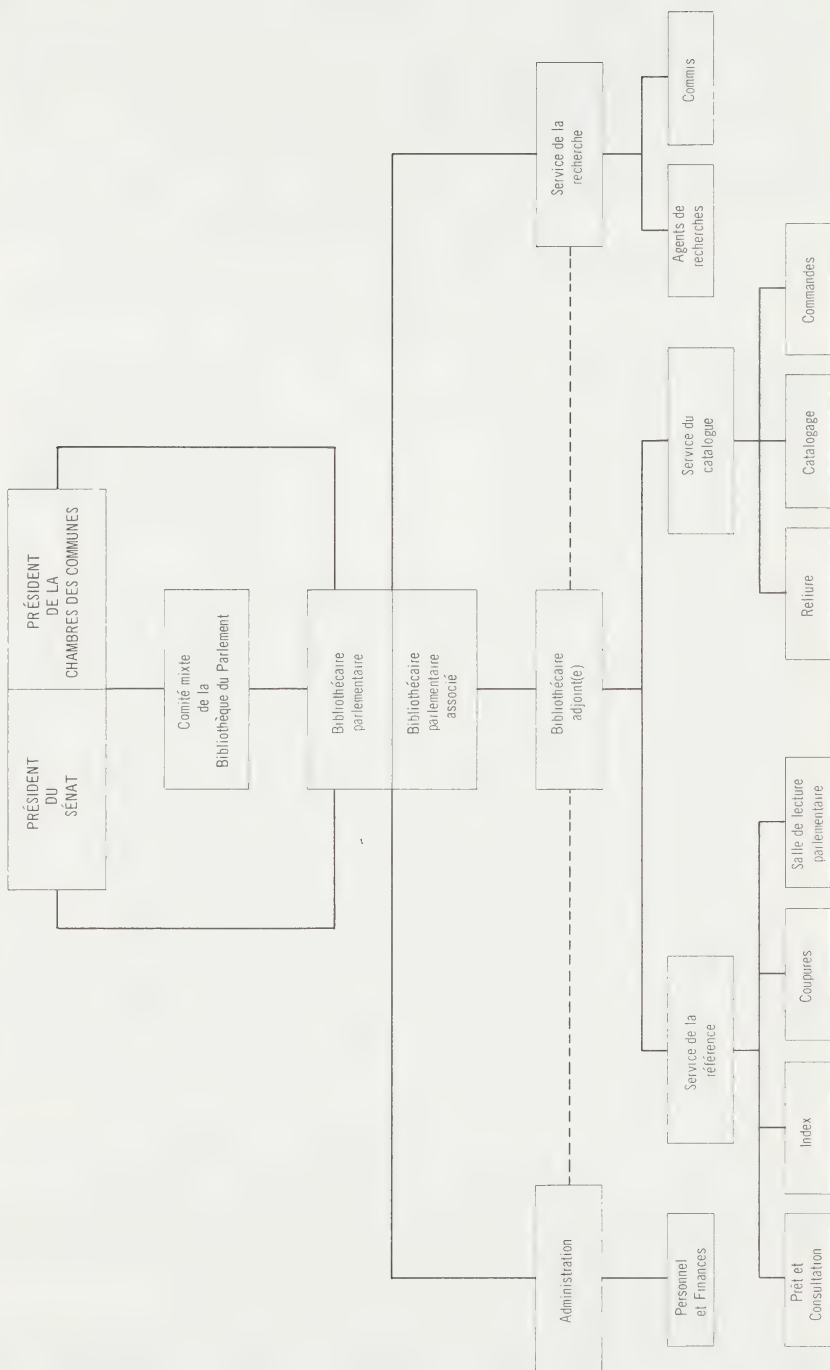 PRÉSIDENT
DU
SÉNAT
PRÉSIDENT
DE LA
CHAMBRES DES COMMUNES
Comité mixte
de la
Bibliothèque du Parlement
Bibliothécaire
parlementaire
Bibliothécaire
parlementaire
associé
Administration
Bibliothécaire
adjoint(e)
Service de la
recherche
Personnel
et Finances
Service de la
référence
Service du
catalogue
Agents de
recherches
Commis
Prêt et
Consultation
Index
Coupures
Salle de lecture
parlementaire
Reliure
Catalogage
Commandes